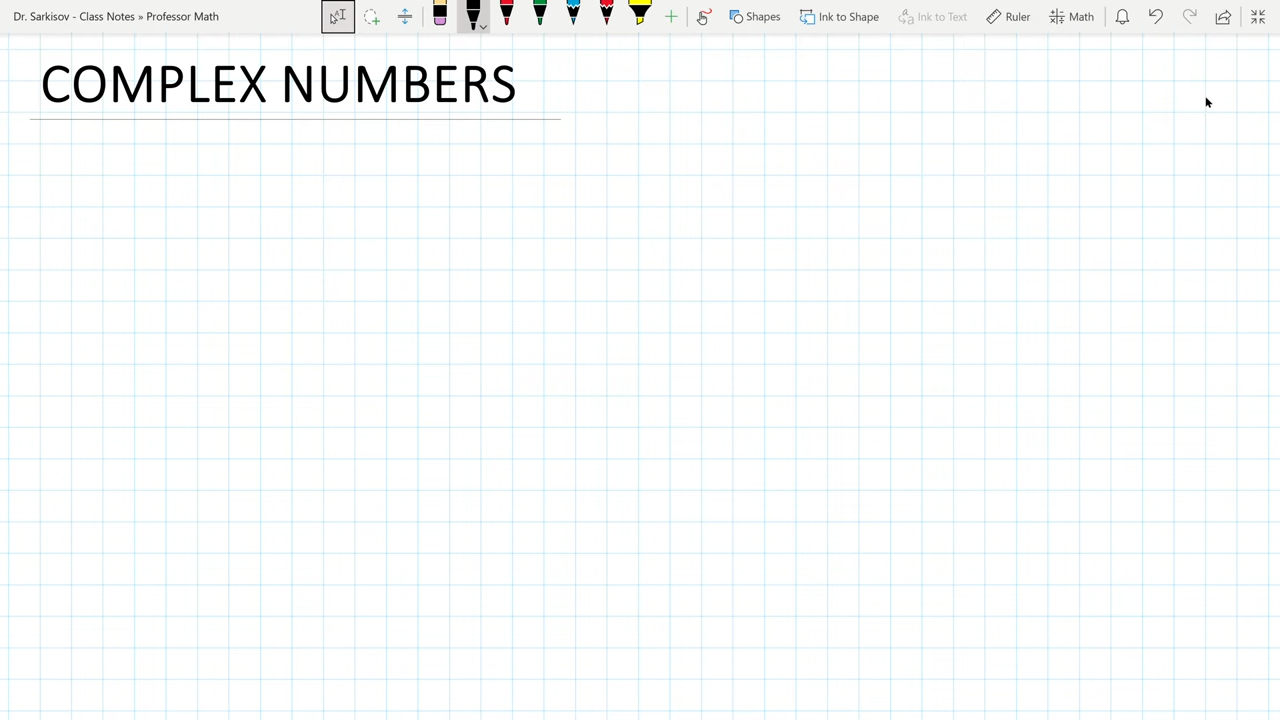 Dr. Sarkisov - Class Notes » Professor Math
Shapes
Ink to Shape
Ink to Text
Ruler
Math
COMPLEX NUMBERS